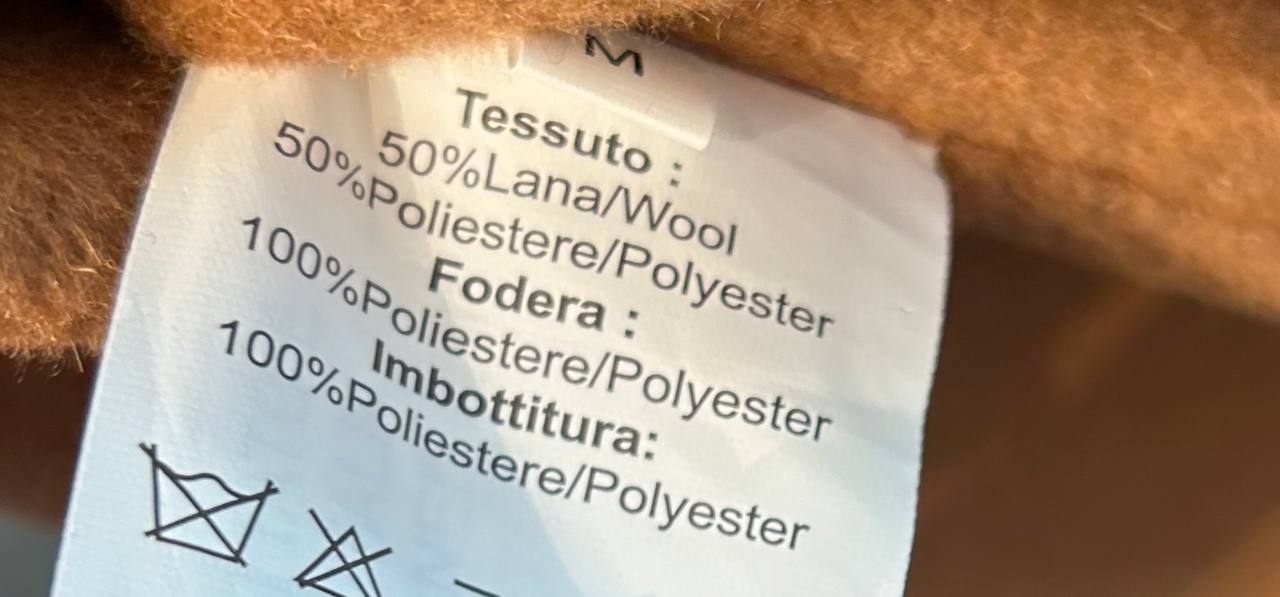 M
Tessuto :
50%Lana/Wool
50%Poliestere/Polyester
Fodera :
100%Poliestere/Polyester
Imbottitura:
100%Poliestere/Polyester